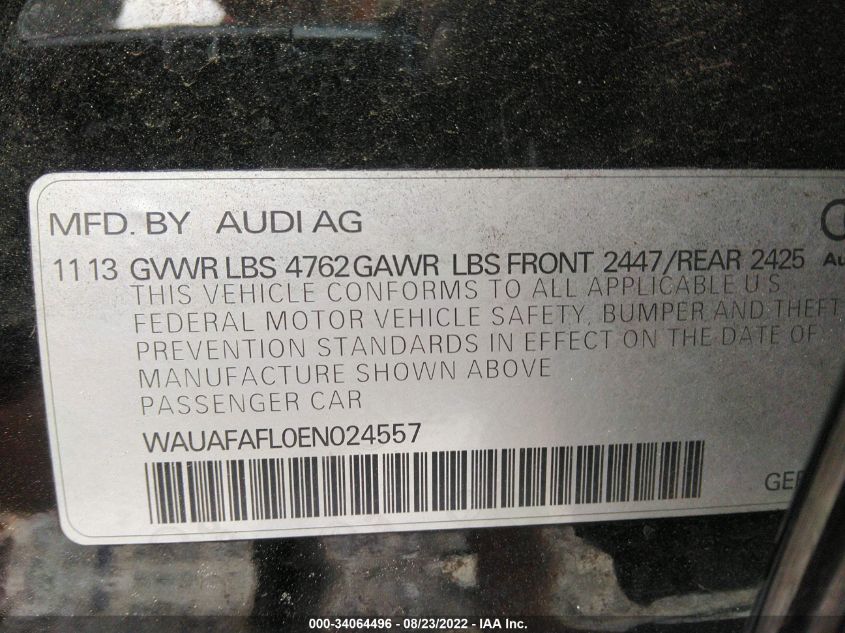 MFD. BY AUDI AG
11 13 GVWR LBS 4762 GAWR LBS FRONT 2447/REAR 2425
THIS VEHICLE CONFORMS TO ALL APPLICABLE U S
FEDERAL MOTOR VEHICLE SAFETY, BUMPER AND THEFT
PREVENTION STANDARDS IN EFFECT ON THE DATE OF
MANUFACTURE SHOWN ABOVE
PASSENGER CAR
WAUAFAFL0EN024557
000-34064496 - 08/23/2022 - IAA Inc.